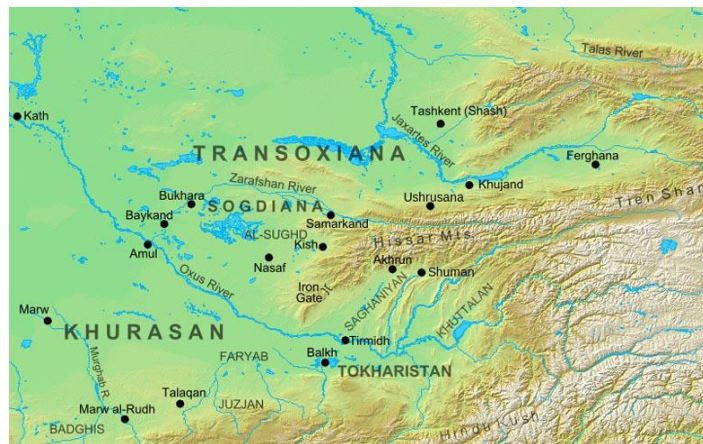 Talas River
Tashkent (Shash)
Kath
Jaxartes River
TRANSOXIANA
Ferghana
Zarafshan River
Khujand
Bukhara
Ushrusana
Tien Shan
SOGDIANA
Samarkand
Baykand
AL-SUGHD
Hissar Mts.
Amul
Kish
Nasaf
Akhrun
Shuman
Oxus River
Iron
Gate
SAGHANIYAN
KHUTTALAN
Marw
KHURASAN
Tirmidh
Murghab R.
FARYAB
Balkh
TOKHARISTAN
Talaqan
JUZJAN
Marw al-Rudh
BADGHIS
Hindu Kush